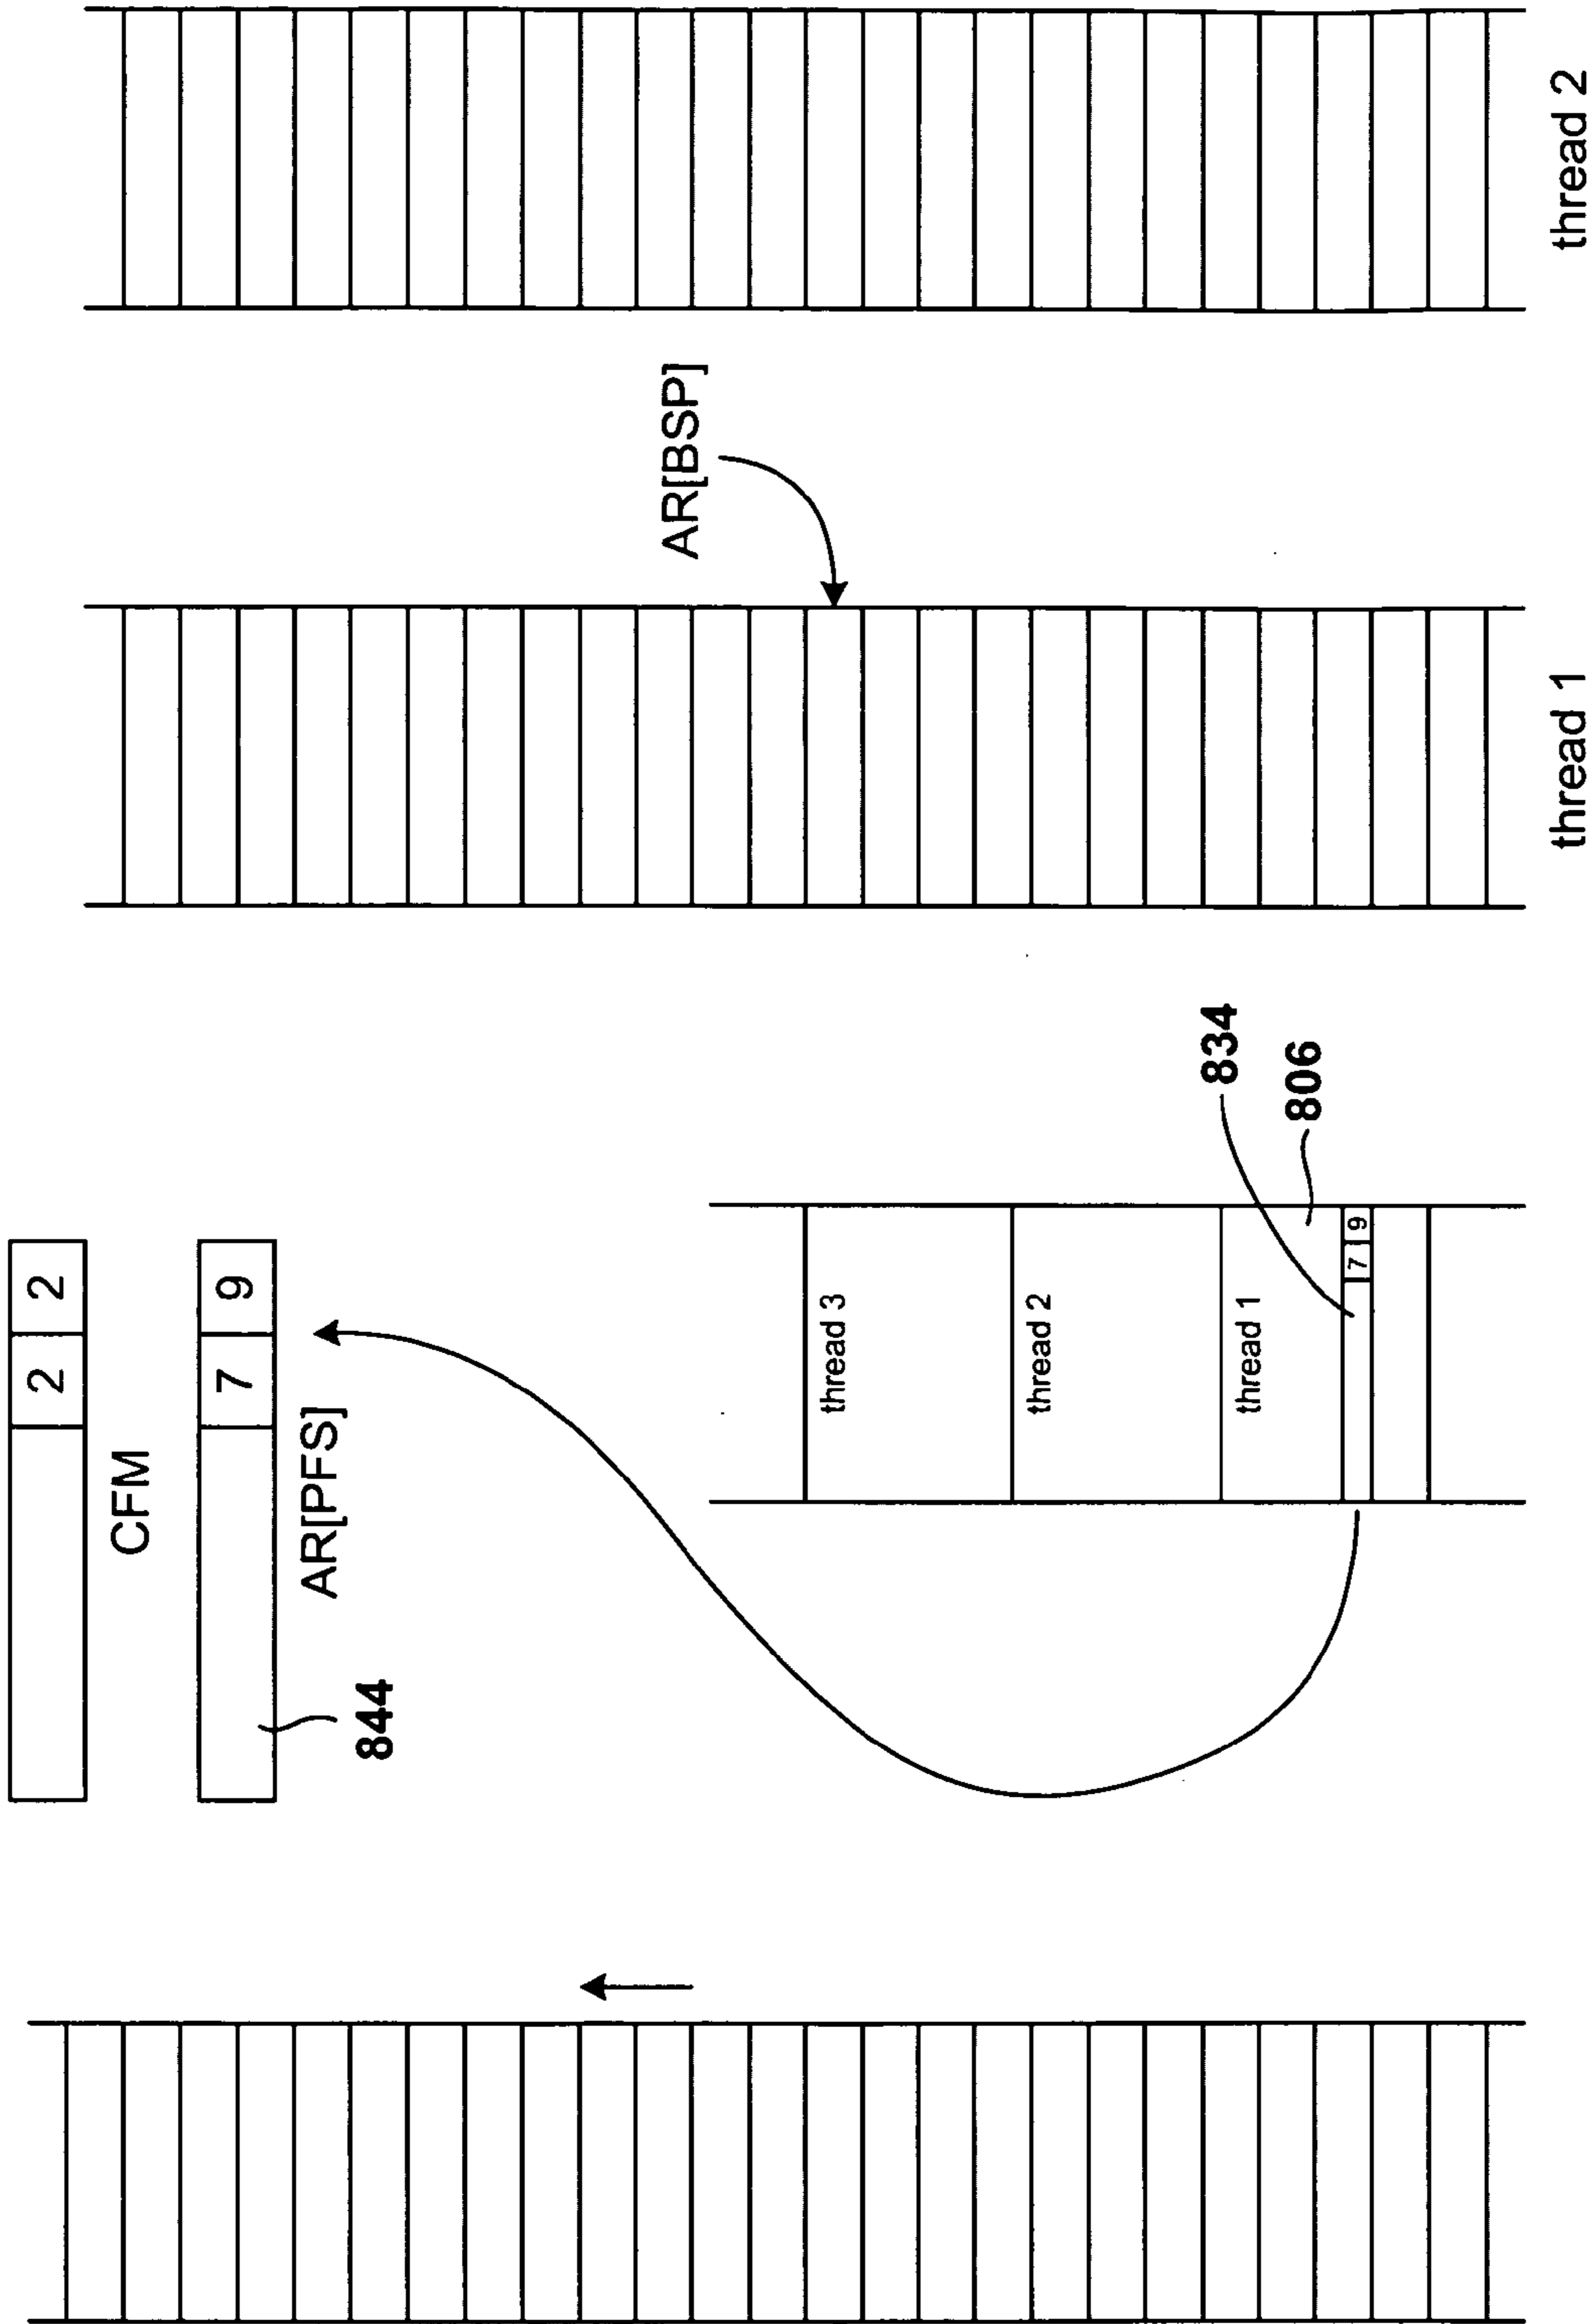 2 2
CFM
7 9
AR[PFS]
844
AR[BSP]
thread 3
thread 2
834
thread 1
806
7 9
thread 1
thread 2